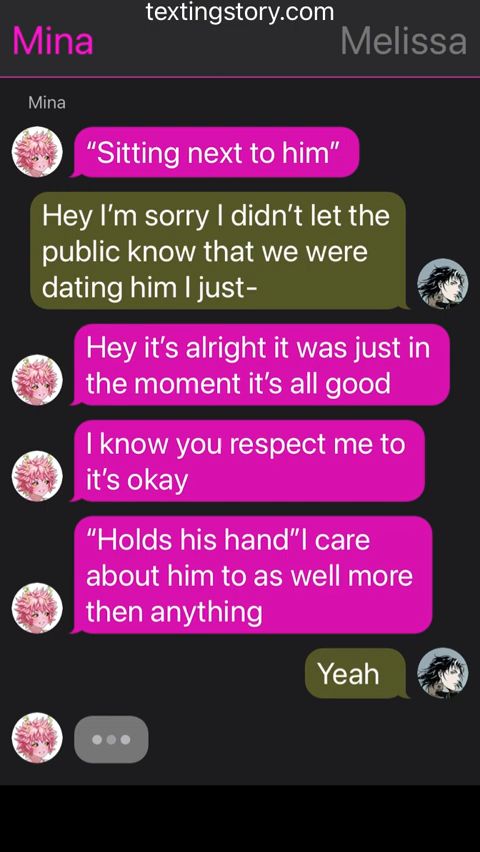 textingstory.com
Mina
Melissa
Mina
“Sitting next to him”
Hey I’m sorry I didn’t let the
public know that we were
dating him I just-
Hey it’s alright it was just in
the moment it’s all good
I know you respect me to
it’s okay
“Holds his hand”I care
about him to as well more
then anything
Yeah